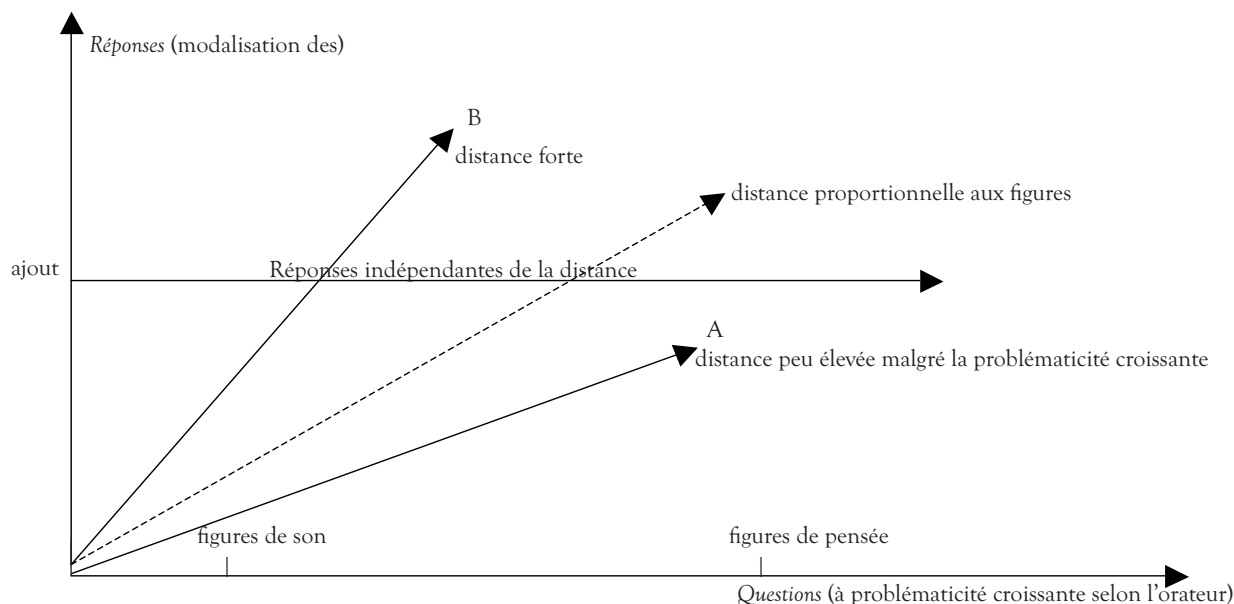 Réponses (modalisation des)
B
distance forte
distance proportionnelle aux figures
ajout
Réponses indépendantes de la distance
A
distance peu élevée malgré la problématicité croissante
figures de son
figures de pensée
Questions (à problématicité croissante selon l’orateur)